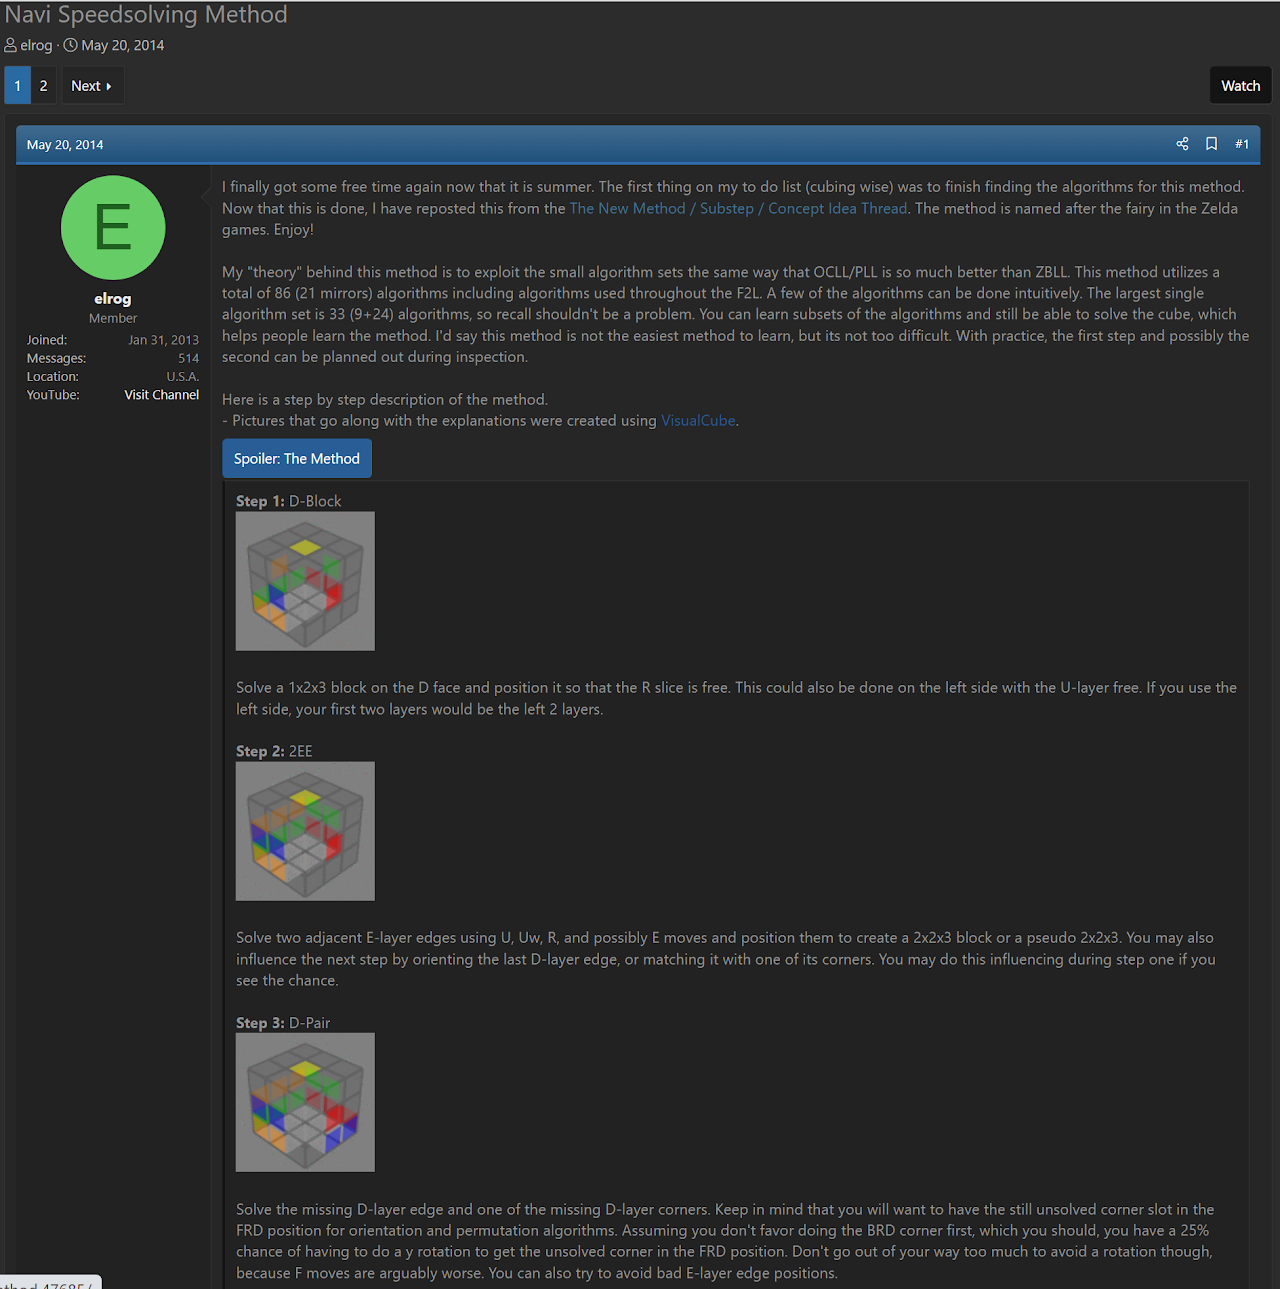 Navi Speedsolving Method
elrog · May 20, 2014
1 2 Next
Watch
May 20, 2014
#1
E
elrog
Member
Joined: Jan 31, 2013
Messages: 514
Location: U.S.A.
YouTube: Visit Channel
I finally got some free time again now that it is summer. The first thing on my to do list (cubing wise) was to finish finding the algorithms for this method.
Now that this is done, I have reposted this from the The New Method / Substep / Concept Idea Thread. The method is named after the fairy in the Zelda
games. Enjoy!
My "theory" behind this method is to exploit the small algorithm sets the same way that OCLL/PLL is so much better than ZBLL. This method utilizes a
total of 86 (21 mirrors) algorithms including algorithms used throughout the F2L. A few of the algorithms can be done intuitively. The largest single
algorithm set is 33 (9+24) algorithms, so recall shouldn't be a problem. You can learn subsets of the algorithms and still be able to solve the cube, which
helps people learn the method. I'd say this method is not the easiest method to learn, but its not too difficult. With practice, the first step and possibly the
second can be planned out during inspection.
Here is a step by step description of the method.
- Pictures that go along with the explanations were created using VisualCube.
Spoiler: The Method
Step 1: D-Block
Solve a 1x2x3 block on the D face and position it so that the R slice is free. This could also be done on the left side with the U-layer free. If you use the
left side, your first two layers would be the left 2 layers.
Step 2: 2EE
Solve two adjacent E-layer edges using U, Uw, R, and possibly E moves and position them to create a 2x2x3 block or a pseudo 2x2x3. You may also
influence the next step by orienting the last D-layer edge, or matching it with one of its corners. You may do this influencing during step one if you
see the chance.
Step 3: D-Pair
Solve the missing D-layer edge and one of the missing D-layer corners. Keep in mind that you will want to have the still unsolved corner slot in the
FRD position for orientation and permutation algorithms. Assuming you don't favor doing the BRD corner first, which you should, you have a 25%
chance of having to do a y rotation to get the unsolved corner in the FRD position. Don't go out of your way too much to avoid a rotation though,
because F moves are arguably worse. You can also try to avoid bad E-layer edge positions.